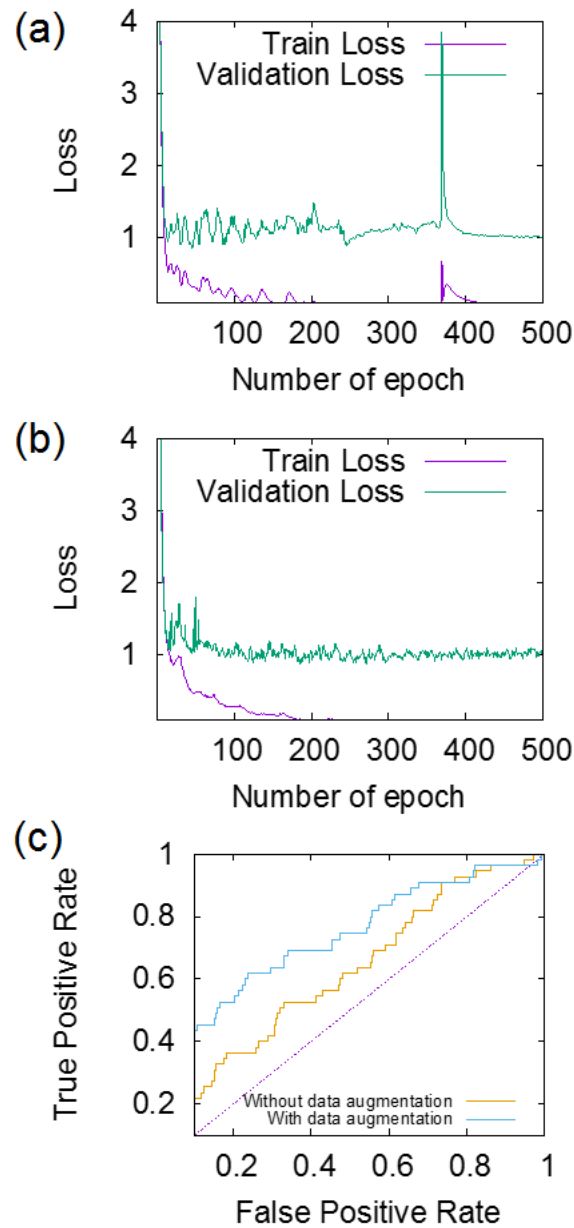 (a)
4
Train Loss
Validation Loss
3
Loss
2
1
100 200 300 400 500
Number of epoch
(b)
4
Train Loss
Validation Loss
3
Loss
2
1
100 200 300 400 500
Number of epoch
(c)
1
0.8
True Positive Rate
0.6
0.4
0.2
Without data augmentation
With data augmentation
0.2 0.4 0.6 0.8 1
False Positive Rate